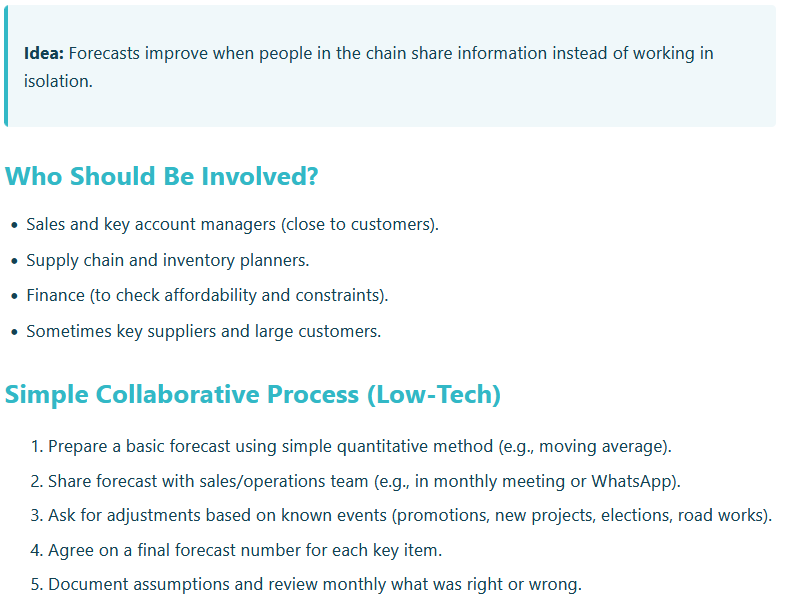 Idea: Forecasts improve when people in the chain share information instead of working in
isolation.
Who Should Be Involved?
• Sales and key account managers (close to customers).
• Supply chain and inventory planners.
• Finance (to check affordability and constraints).
• Sometimes key suppliers and large customers.
Simple Collaborative Process (Low-Tech)
1. Prepare a basic forecast using simple quantitative method (e.g., moving average).
2. Share forecast with sales/operations team (e.g., in monthly meeting or WhatsApp).
3. Ask for adjustments based on known events (promotions, new projects, elections, road works).
4. Agree on a final forecast number for each key item.
5. Document assumptions and review monthly what was right or wrong.